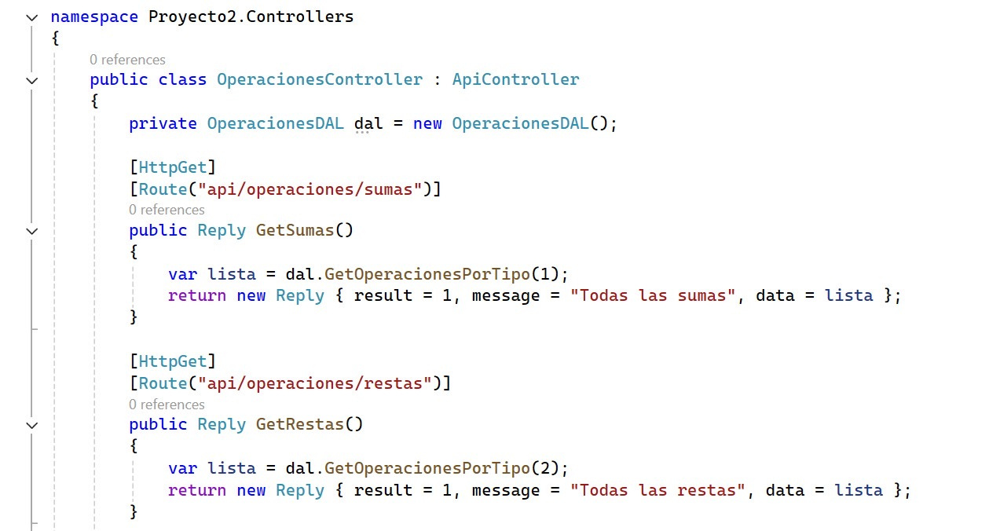 namespace Proyecto2.Controllers
{
0 references
public class OperacionesController : ApiController
{
private OperacionesDAL dal = new OperacionesDAL();
[HttpGet]
[Route("api/operaciones/sumas")]
0 references
public Reply GetSumas()
{
var lista = dal.GetOperacionesPorTipo(1);
return new Reply { result = 1, message = "Todas las sumas", data = lista };
}
[HttpGet]
[Route("api/operaciones/restas")]
0 references
public Reply GetRestas()
{
var lista = dal.GetOperacionesPorTipo(2);
return new Reply { result = 1, message = "Todas las restas", data = lista };
}